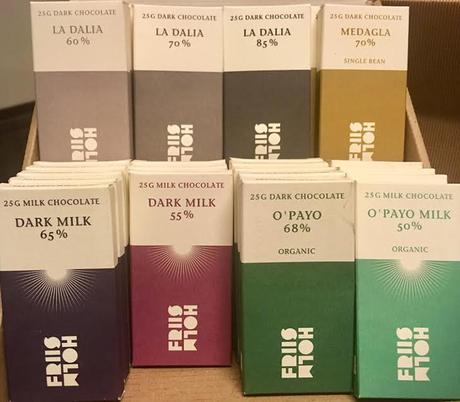 25G DARK CHOCOLATE
LA DALIA
60%
FRIIS
HOLM
25G DARK CHOCOLATE
LA DALIA
70%
FRIIS
HOLM
25G DARK CHOCOLATE
LA DALIA
85%
FRIIS
HOLM
25G DARK CHOCOLATE
MEDAGLA
70%
SINGLE BEAN
FRIIS
HOLM
25G MILK CHOCOLATE
DARK MILK
65%
FRIIS
HOLM
25G MILK CHOCOLATE
DARK MILK
55%
FRIIS
HOLM
25G DARK CHOCOLATE
O'PAYO
68%
ORGANIC
FRIIS
HOLM
25G MILK CHOCOLATE
O'PAYO MILK
50%
ORGANIC
FRIIS
HOLM